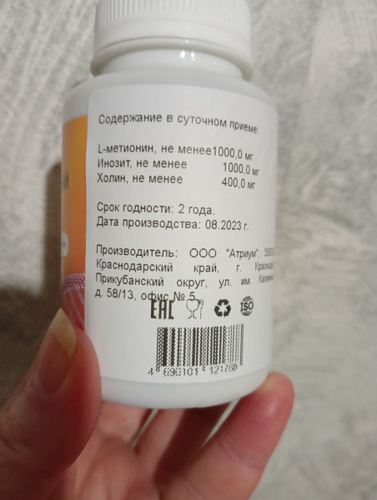 Содержание в суточном приеме:
L-метионин, не менее1000,0 мг
Инозит, не менее 1000,0 мг
Холин, не менее 400,0 мг
Срок годности: 2 года.
Дата производства: 08.2023 г.
Производитель: ООО "Атриум",
Краснодарский край, г.
Прикубанский округ, ул. им.
д. 58/13, офис № 5
EAC
ISO